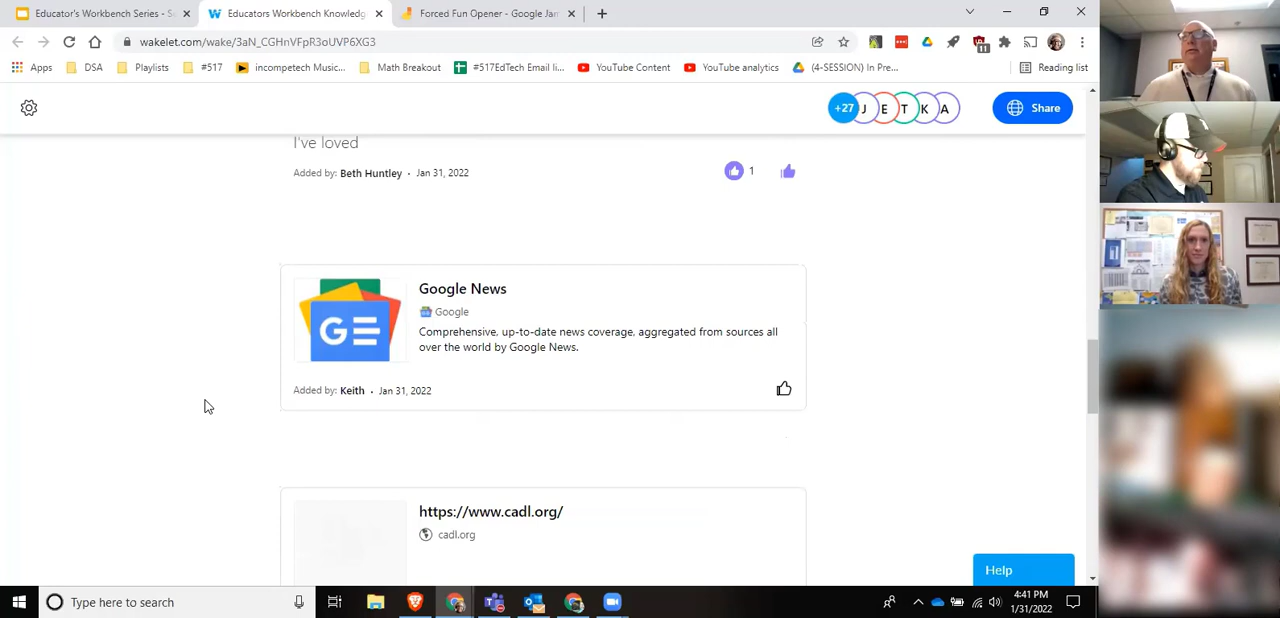 Educator's Workbench Series - S
Educators Workbench Knowledg
Forced Fun Opener - Google Jam
wakelet.com/wake/3aN_CGHnVFpR3oUVP6XG3
11
Apps
DSA
Playlists
#517
incompetech Music...
Math Breakout
#517 Tech Email li...
YouTube Content
YouTube analytics
(4-SESSION) In Pre...
Reading list
+27 J E T K A
Share
I've loved
Added by: Beth Huntley • Jan 31, 2022
1
Google News
Google
Comprehensive, up-to-date news coverage, aggregated from sources all
over the world by Google News.
Added by: Keith • Jan 31, 2022
https://www.cadl.org/
cadl.org
Help
Type here to search
4:41 PM
1/31/2022